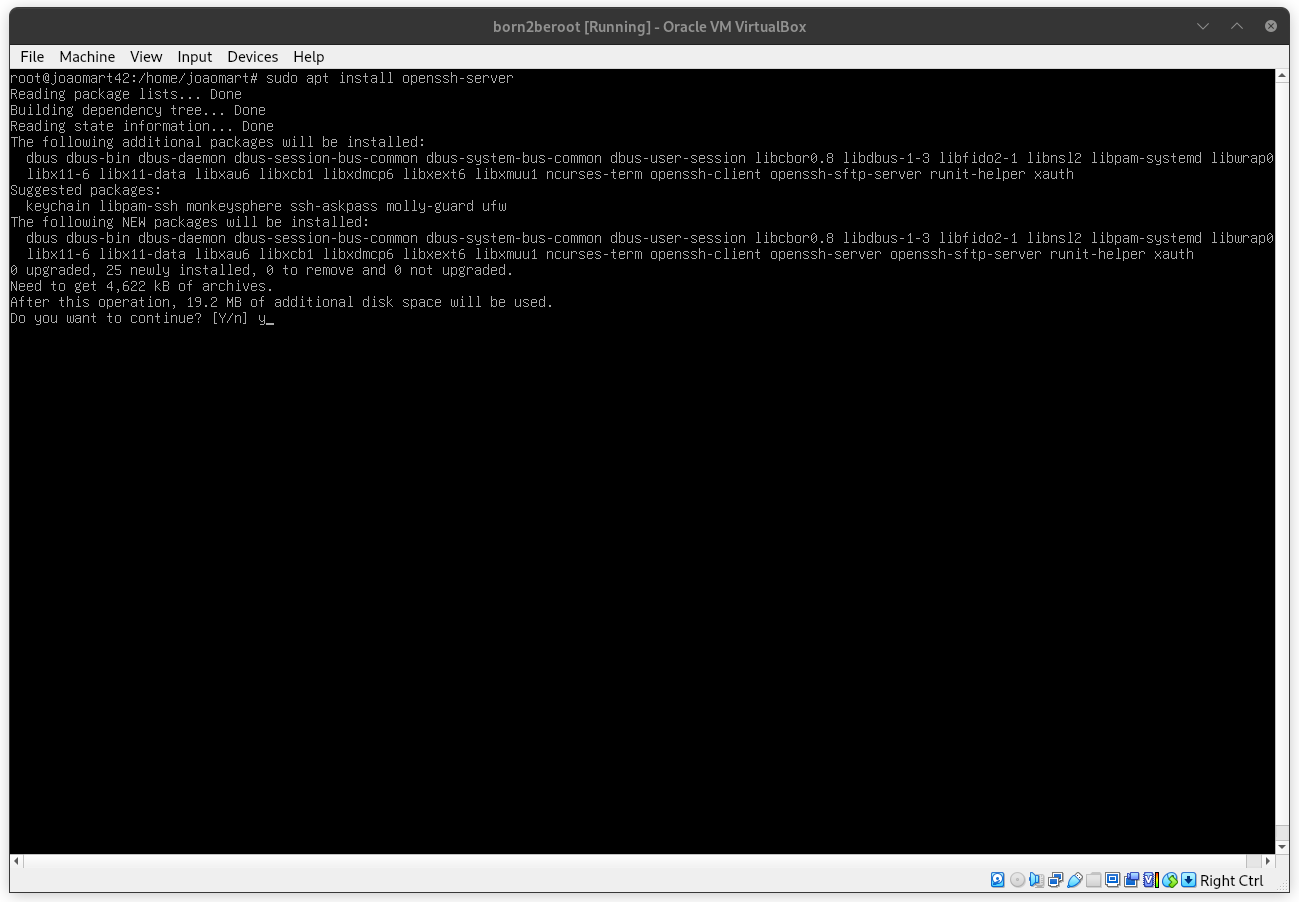 born2beroot [Running] - Oracle VM VirtualBox
File Machine View Input Devices Help
root@joaomart42:/home/joaomart# sudo apt install openssh-server
Reading package lists... Done
Building dependency tree... Done
Reading state information... Done
The following additional packages will be installed:
dbus dbus-bin dbus-daemon dbus-session-bus-common dbus-system-bus-common dbus-user-session libcbor0.8 libdbus-1-3 libfido2-1 libnsl2 libpam-systemd libwrap0
libx11-6 libx11-data libxau6 libxcb1 libxdmcp6 libxext6 libxmuu1 ncurses-term openssh-client openssh-sftp-server runit-helper xauth
Suggested packages:
keychain libpam-ssh monkeysphere ssh-askpass molly-guard ufw
The following NEW packages will be installed:
dbus dbus-bin dbus-daemon dbus-session-bus-common dbus-system-bus-common dbus-user-session libcbor0.8 libdbus-1-3 libfido2-1 libnsl2 libpam-systemd libwrap0
libx11-6 libx11-data libxau6 libxcb1 libxdmcp6 libxext6 libxmuu1 ncurses-term openssh-client openssh-server openssh-sftp-server runit-helper xauth
0 upgraded, 25 newly installed, 0 to remove and 0 not upgraded.
Need to get 4,622 kB of archives.
After this operation, 19.2 MB of additional disk space will be used.
Do you want to continue? [Y/n] y_
Right Ctrl